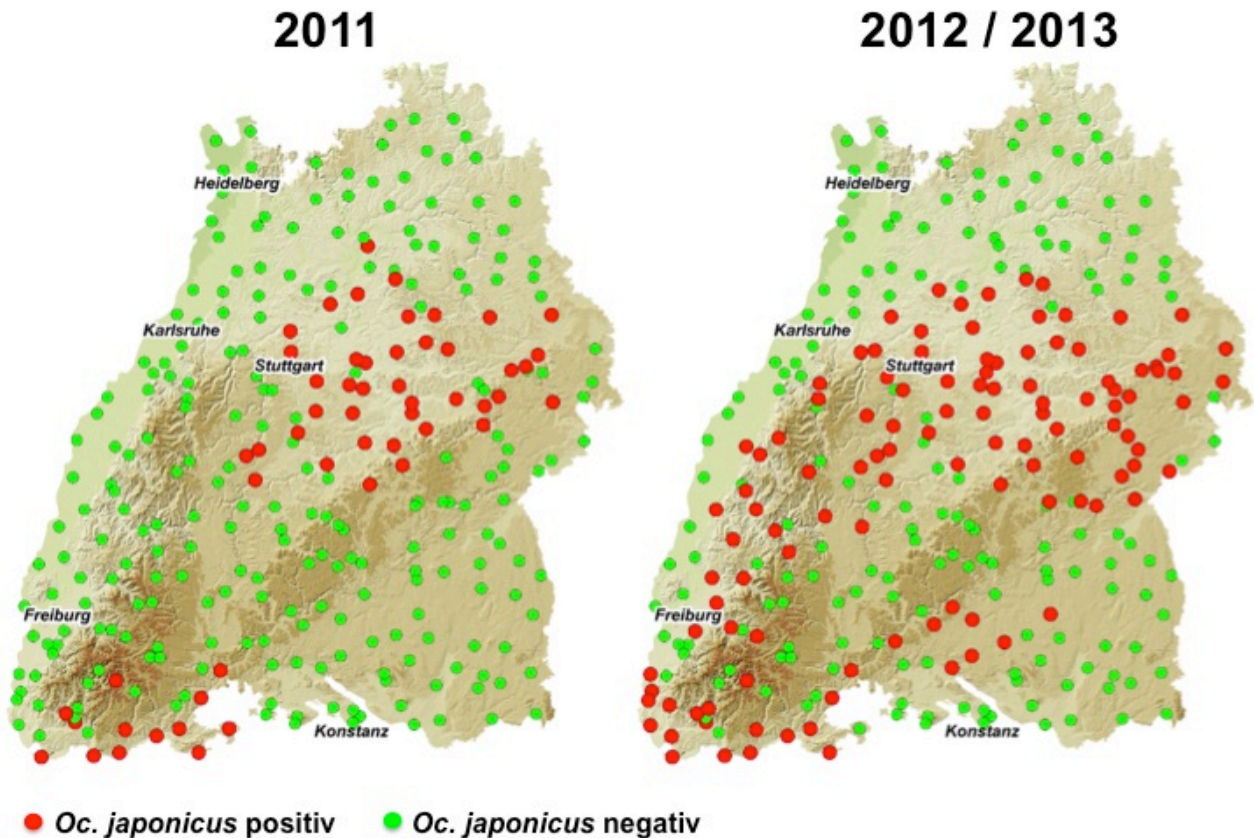 2011
2012 / 2013
Heidelberg
Heidelberg
Karlsruhe
Karlsruhe
Stuttgart
Stuttgart
Freiburg
Freiburg
Konstanz
Konstanz
Oc. japonicus positiv
Oc. japonicus negativ